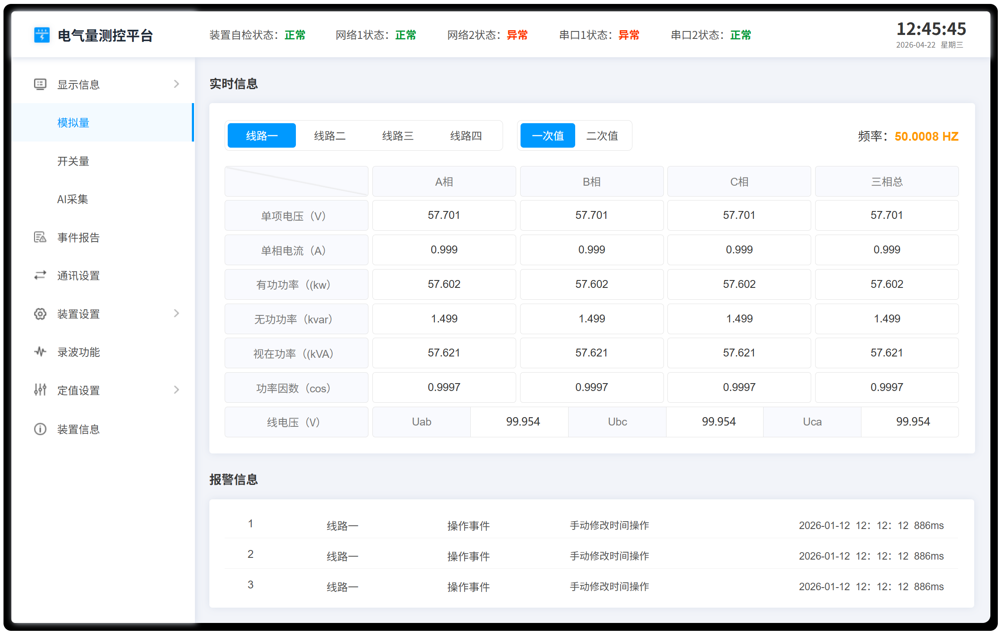 电气量测控平台
装置自检状态：正常 网络1状态：正常 网络2状态：异常 串口1状态：异常 串口2状态：正常
12:45:45
2026-04-22 星期三
显示信息
模拟量
开关量
AI采集
事件报告
通讯设置
装置设置
录波功能
定值设置
装置信息
实时信息
线路一 线路二 线路三 线路四 一次值 二次值 频率：50.0008 HZ
A相 B相 C相 三相总
单项电压（V） 57.701 57.701 57.701 57.701
单相电流（A） 0.999 0.999 0.999 0.999
有功功率（(kw） 57.602 57.602 57.602 57.602
无功功率（kvar） 1.499 1.499 1.499 1.499
视在功率（(kVA） 57.621 57.621 57.621 57.621
功率因数（cos） 0.9997 0.9997 0.9997 0.9997
线电压（V） Uab 99.954 Ubc 99.954 Uca 99.954
报警信息
1 线路一 操作事件 手动修改时间操作 2026-01-12 12：12：12 886ms
2 线路一 操作事件 手动修改时间操作 2026-01-12 12：12：12 886ms
3 线路一 操作事件 手动修改时间操作 2026-01-12 12：12：12 886ms